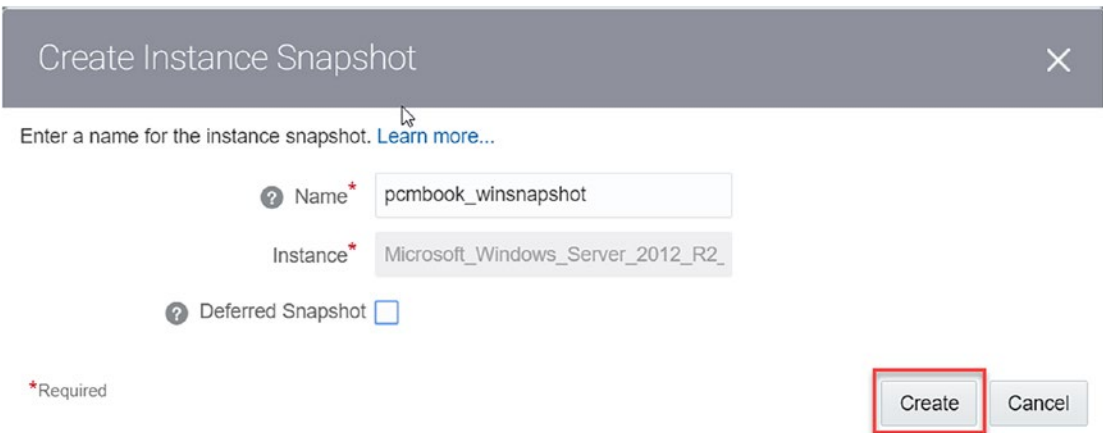 Create Instance Snapshot
Enter a name for the instance snapshot. Learn more...
? Name*
pcmbook_winsnapshot
Instance*
Microsoft_Windows_Server_2012_R2_
? Deferred Snapshot
*Required
Create Cancel